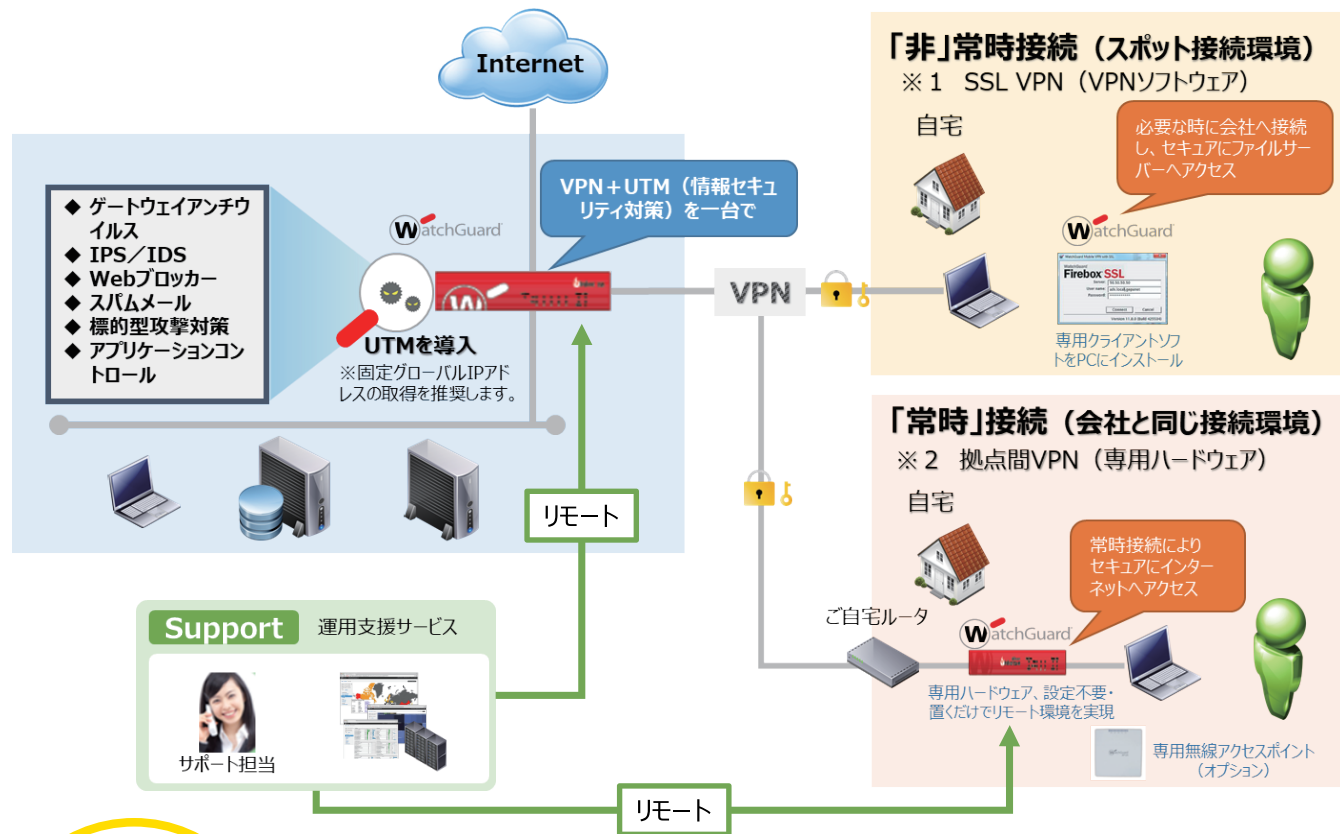 Internet
◆ ゲートウェイアンチウ
イルス
◆ IPS／IDS
◆ Webブロッカー
◆ スパムメール
◆ 標的型攻撃対策
◆ アプリケーションコン
トロール
WatchGuard
VPN＋UTM（情報セキュ
リティ対策）を一台で
UTMを導入
※固定グローバルIPアド
レスの取得を推奨します。
VPN
リモート
Support
運用支援サービス
サポート担当
リモート
「非」常時接続（スポット接続環境）
※１ SSL VPN（VPNソフトウェア）
自宅
必要な時に会社へ接続
し、セキュアにファイルサー
バーへアクセス
WatchGuard
Firebox SSL
User name
Password
Connect
Cancel
専用クライアントソフ
トをPCにインストール
「常時」接続（会社と同じ接続環境）
※２ 拠点間VPN（専用ハードウェア）
自宅
常時接続により
セキュアにインター
ネットへアクセス
ご自宅ルータ
WatchGuard
専用ハードウェア、設定不要・
置くだけでリモート環境を実現
専用無線アクセスポイント
（オプション）